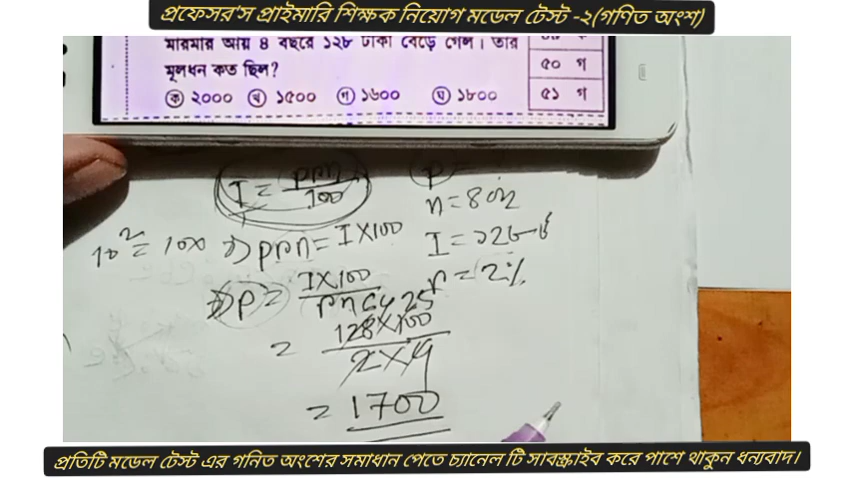 প্রফেসর'স প্রাইমারি শিক্ষক নিয়োগ মডেল টেস্ট -২(গণিত অংশ)
মারমার আয় ৪ বছরে ১২৮ টাকা বেড়ে গেল। তার
মূলধন কত ছিল?
ক ২০০০ খ ১৫০০ গ ১৬০০ ঘ ১৮০০
৫০ গ
৫১ গ
I = prn/100
P =
n = 8
10² = 100
⇒ prn = I×100
I =
⇒ P = I×100
rn
r = 2%
64 25
= 128×100
2×4
= 1700
প্রতিটি মডেল টেস্ট এর গনিত অংশের সমাধান পেতে চ্যানেল টি সাবস্ক্রাইব করে পাশে থাকুন ধন্যবাদ।